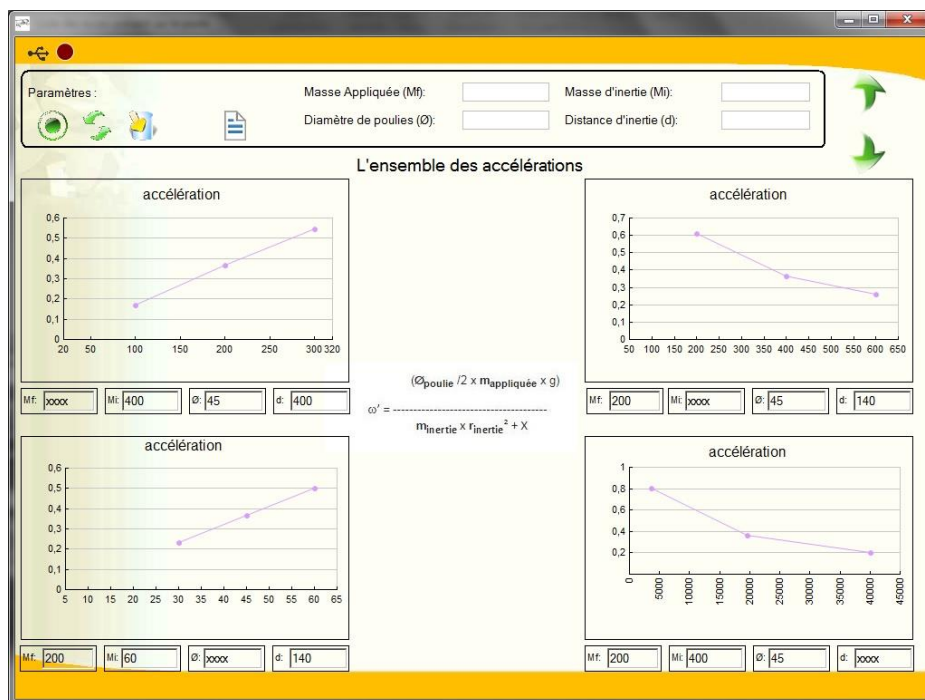 Paramètres :
Masse Appliquée (Mf):
Masse d'inertie (Mi):
Diamètre de poulies (Ø):
Distance d'inertie (d):
L'ensemble des accélérations
accélération
0,6
0,5
0,4
0,3
0,2
0,1
0
20 50 100 150 200 250 300 320
Mf: xxxx Mi: 400 Ø: 45 d: 400
accélération
0,7
0,6
0,5
0,4
0,3
0,2
0,1
0
50 100 150 200 250 300 350 400 450 500 550 600 650
Mf: 200 Mi: xxxx Ø: 45 d: 140
(Øpoulie /2 x mappliquée x g)
ω' = --------------------------------------
minertie x rinertie² + X
accélération
0,6
0,5
0,4
0,3
0,2
0,1
0
5 10 15 20 25 30 35 40 45 50 55 60 65
Mf: 200 Mi: 60 Ø: xxxx d: 140
accélération
1
0,8
0,6
0,4
0,2
0 5000 10000 15000 20000 25000 30000 35000 40000 45000
Mf: 200 Mi: 400 Ø: 45 d: xxxx